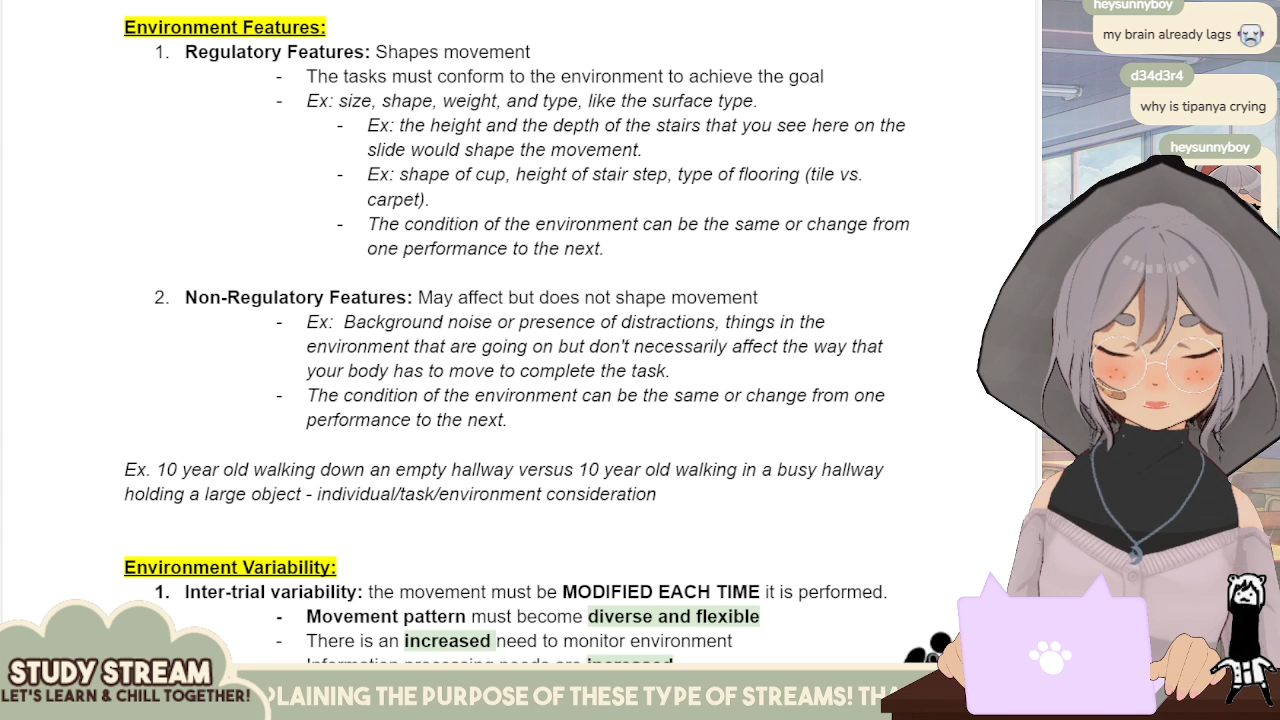 Environment Features:
1. Regulatory Features: Shapes movement
- The tasks must conform to the environment to achieve the goal
- Ex: size, shape, weight, and type, like the surface type.
- Ex: the height and the depth of the stairs that you see here on the
slide would shape the movement.
- Ex: shape of cup, height of stair step, type of flooring (tile vs.
carpet).
- The condition of the environment can be the same or change from
one performance to the next.
2. Non-Regulatory Features: May affect but does not shape movement
- Ex: Background noise or presence of distractions, things in the
environment that are going on but don't necessarily affect the way that
your body has to move to complete the task.
- The condition of the environment can be the same or change from one
performance to the next.
Ex. 10 year old walking down an empty hallway versus 10 year old walking in a busy hallway
holding a large object - individual/task/environment consideration
Environment Variability:
1. Inter-trial variability: the movement must be MODIFIED EACH TIME it is performed.
- Movement pattern must become diverse and flexible
- There is an increased need to monitor environment
Information processing needs are increased
heysunnyboy
my brain already lags
d34d3r4
why is tipanya crying
heysunnyboy
STUDY STREAM
LET'S LEARN & CHILL TOGETHER!
PLAINING THE PURPOSE OF THESE TYPE OF STREAMS! THA